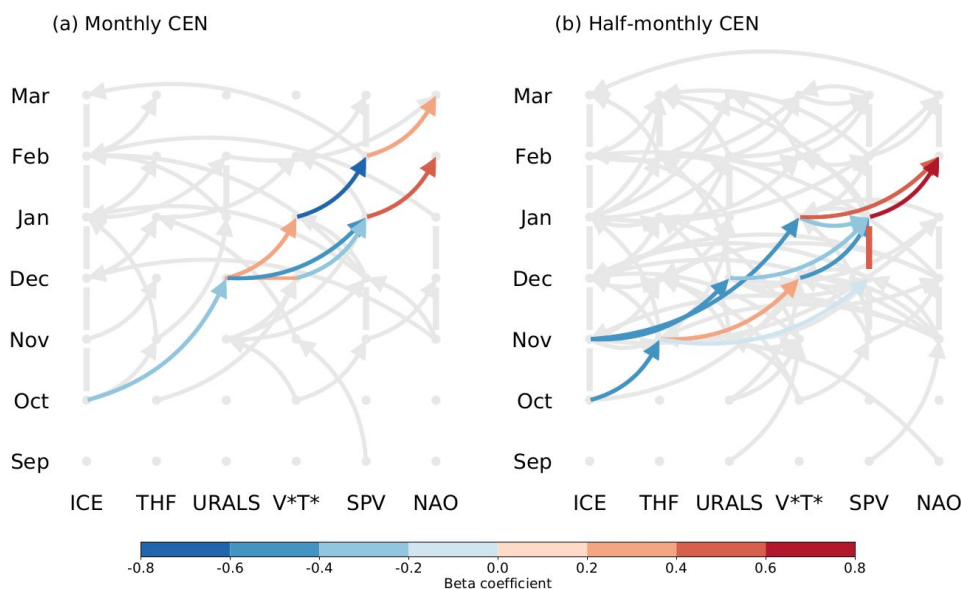 (a) Monthly CEN
(b) Half-monthly CEN
Mar
Feb
Jan
Dec
Nov
Oct
Sep
ICE THF URALS V*T* SPV NAO
Mar
Feb
Jan
Dec
Nov
Oct
Sep
ICE THF URALS V*T* SPV NAO
-0.8 -0.6 -0.4 -0.2 0.0 0.2 0.4 0.6 0.8
Beta coefficient